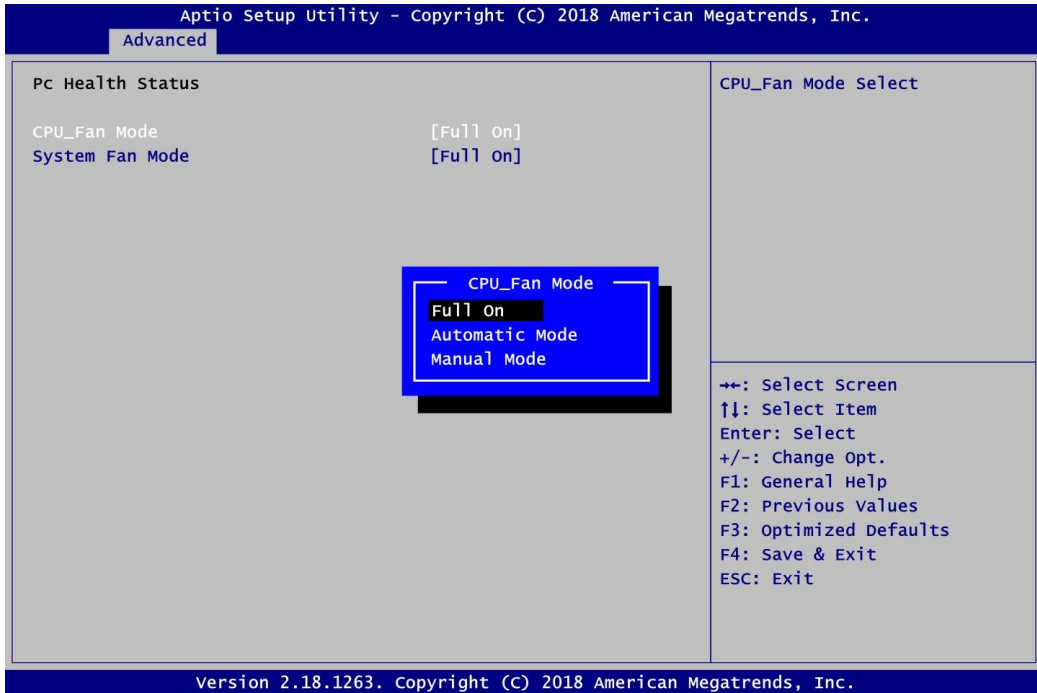 Aptio Setup Utility – Copyright (C) 2018 American Megatrends, Inc.
Advanced
Pc Health Status
CPU_Fan Mode [Full On]
System Fan Mode [Full On]
CPU_Fan Mode
Full On
Automatic Mode
Manual Mode
CPU_Fan Mode Select
→←: Select Screen
↑↓: Select Item
Enter: Select
+/-: Change Opt.
F1: General Help
F2: Previous Values
F3: Optimized Defaults
F4: Save & Exit
ESC: Exit
Version 2.18.1263. Copyright (C) 2018 American Megatrends, Inc.